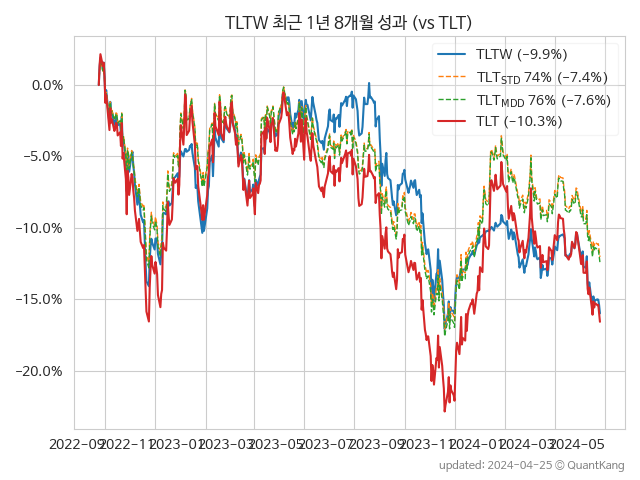 TLTW 최근 1년 8개월 성과 (vs TLT)
TLTW (−9.9%)
TLT_STD 74% (−7.4%)
TLT_MDD 76% (−7.6%)
TLT (−10.3%)
0.0%
−5.0%
−10.0%
−15.0%
−20.0%
2022-09 2022-11 2023-01 2023-03 2023-05 2023-07 2023-09 2023-11 2024-01 2024-03 2024-05
updated: 2024-04-25 © QuantKang